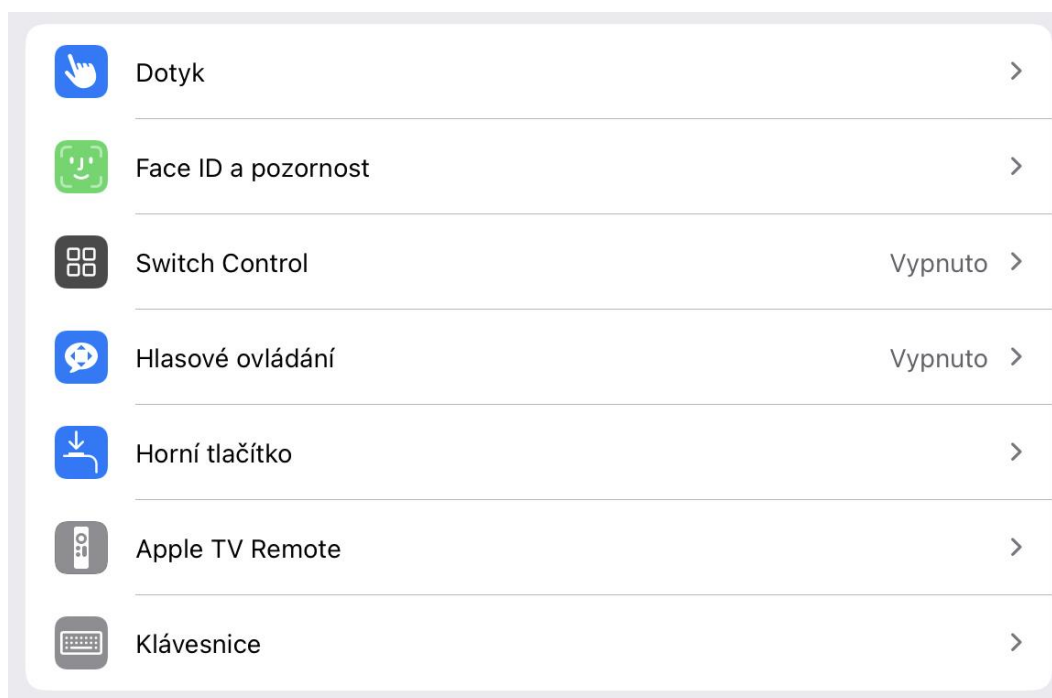 Dotyk
Face ID a pozornost
Switch Control Vypnuto
Hlasové ovládání Vypnuto
Horní tlačítko
Apple TV Remote
Klávesnice